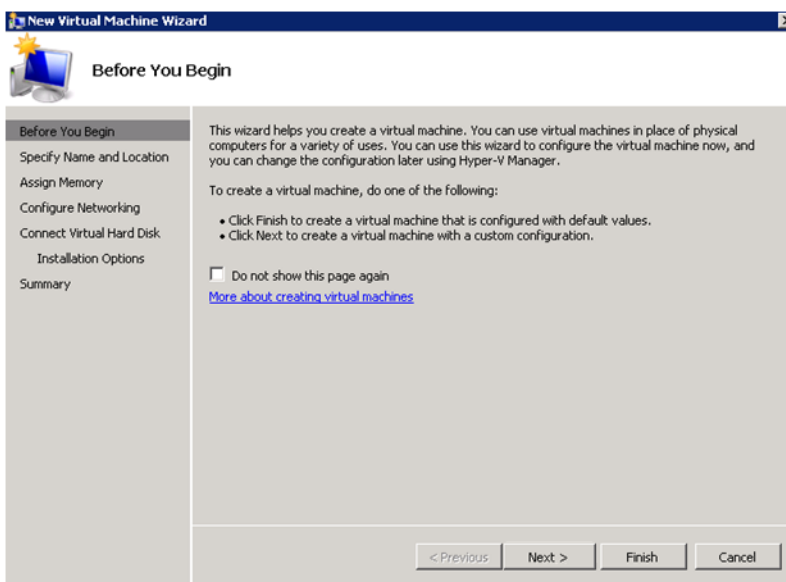 New Virtual Machine Wizard
Before You Begin
Before You Begin
Specify Name and Location
Assign Memory
Configure Networking
Connect Virtual Hard Disk
Installation Options
Summary
This wizard helps you create a virtual machine. You can use virtual machines in place of physical
computers for a variety of uses. You can use this wizard to configure the virtual machine now, and
you can change the configuration later using Hyper-V Manager.
To create a virtual machine, do one of the following:
• Click Finish to create a virtual machine that is configured with default values.
• Click Next to create a virtual machine with a custom configuration.
Do not show this page again
More about creating virtual machines
< Previous
Next >
Finish
Cancel